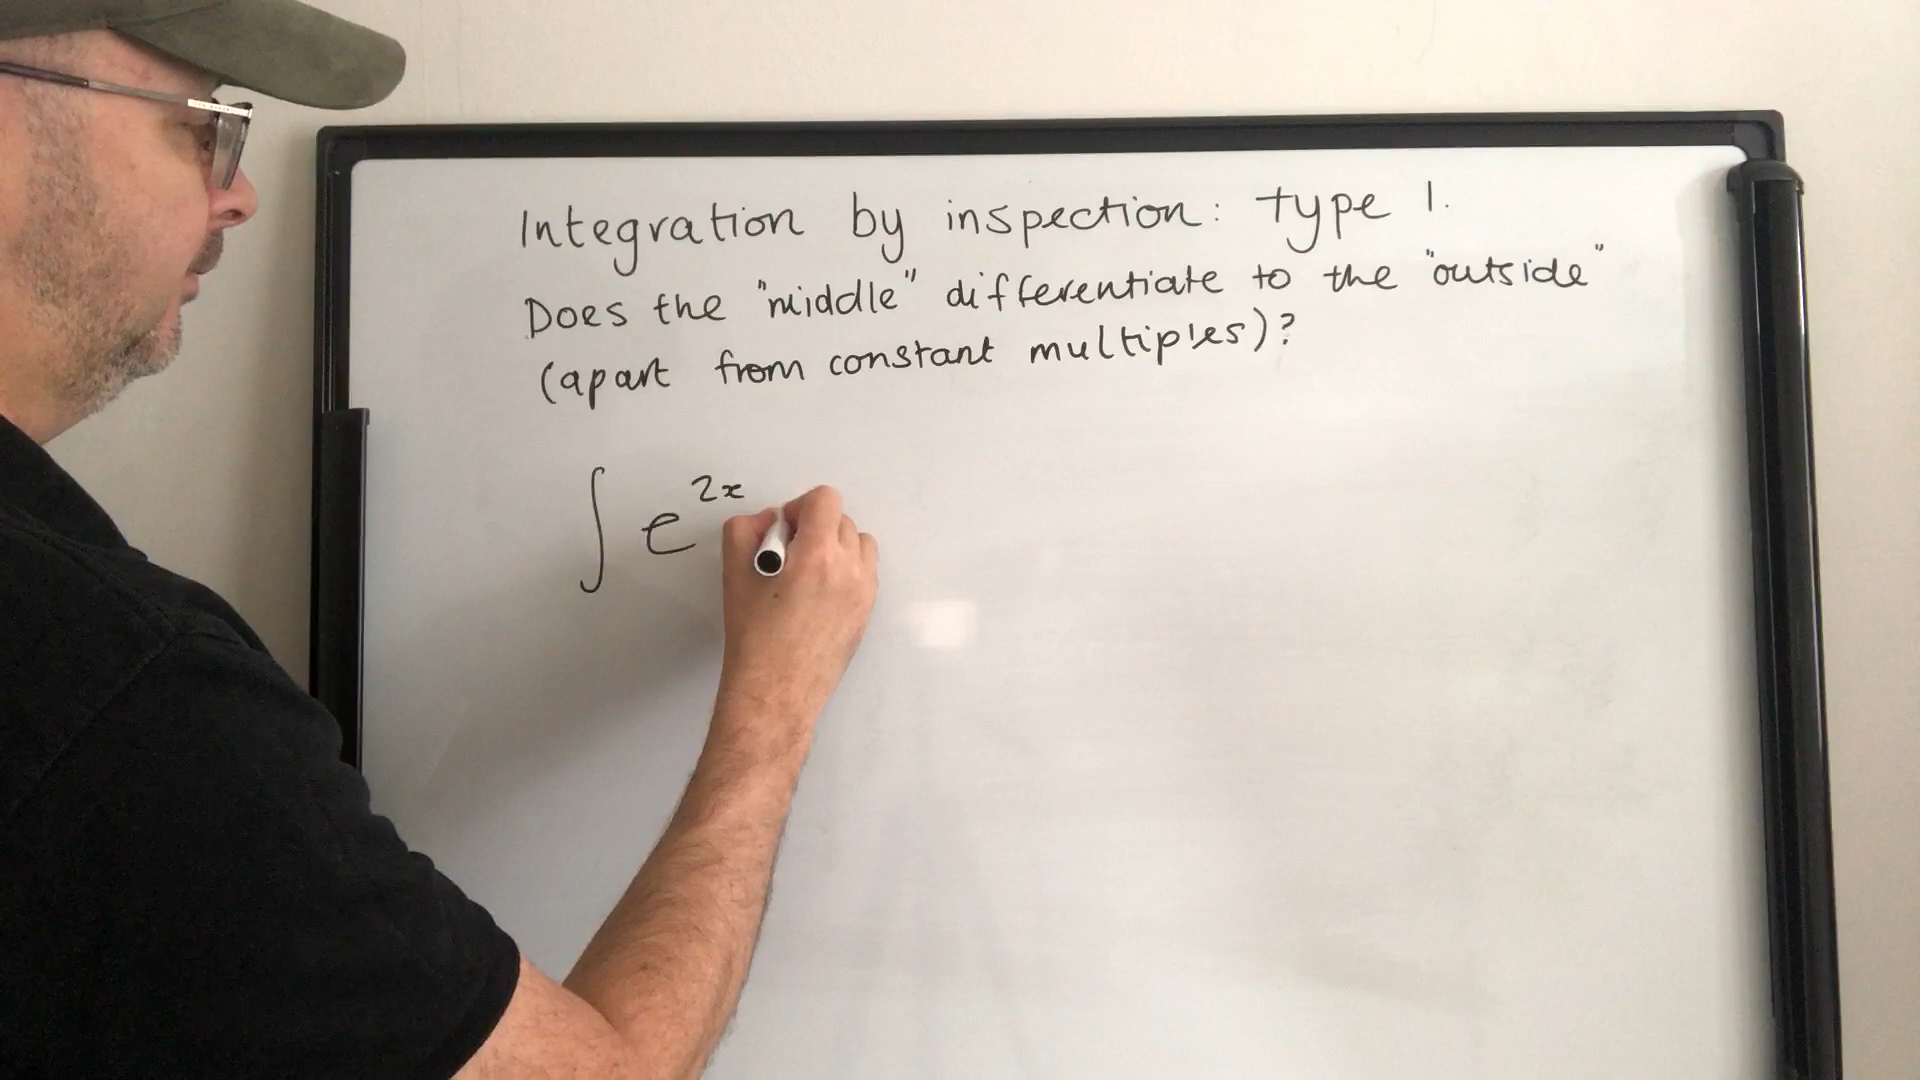 Integration by inspection: type 1.
Does the "middle" differentiate to the "outside"
(apart from constant multiples)?
∫ e^2x